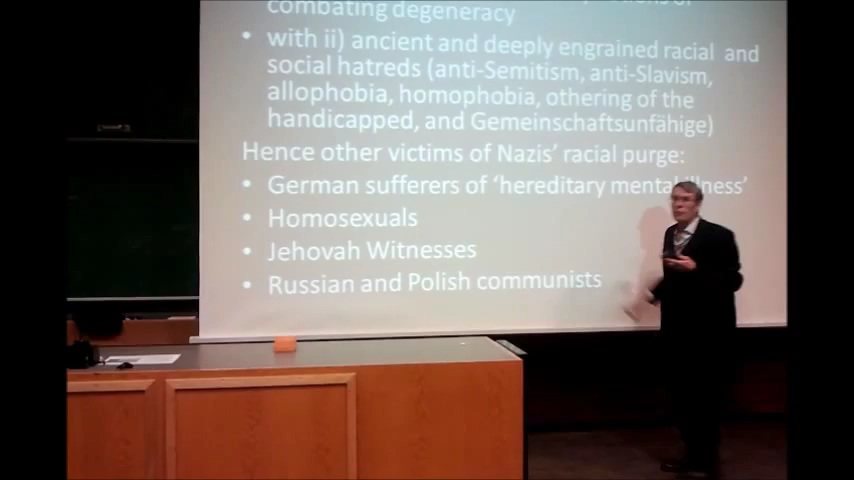 combating degeneracy
• with ii) ancient and deeply engrained racial and
social hatreds (anti-Semitism, anti-Slavism,
allophobia, homophobia, othering of the
handicapped, and Gemeinschaftsunfähige)
Hence other victims of Nazis’ racial purge:
• German sufferers of ‘hereditary mental illness’
• Homosexuals
• Jehovah Witnesses
• Russian and Polish communists